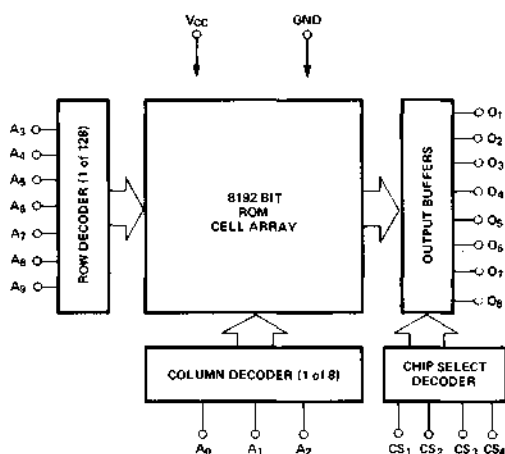 VCC
GND
A3
A4
A5
A6
A7
A8
A9
ROW DECODER (1 of 128)
8192 BIT
ROM
CELL ARRAY
OUTPUT BUFFERS
O1
O2
O3
O4
O5
O6
O7
O8
COLUMN DECODER (1 of 8)
CHIP SELECT
DECODER
A0
A1
A2
CS1
CS2
CS3
CS4